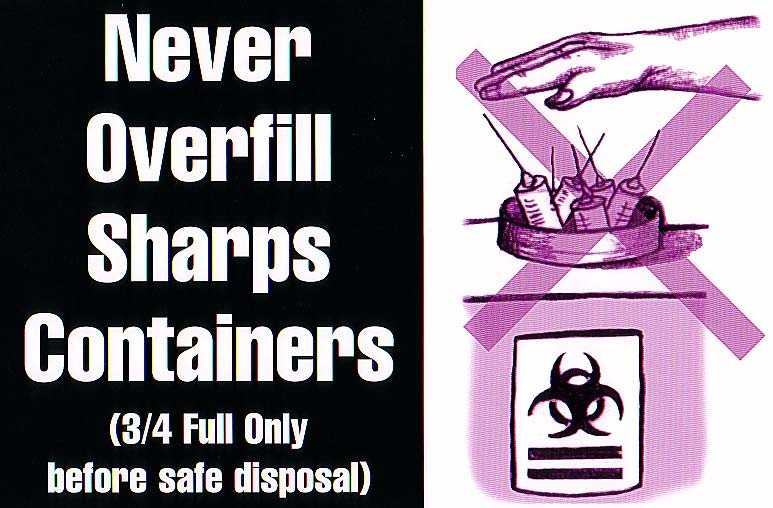 Never
Overfill
Sharps
Containers
(3/4 Full Only
before safe disposal)